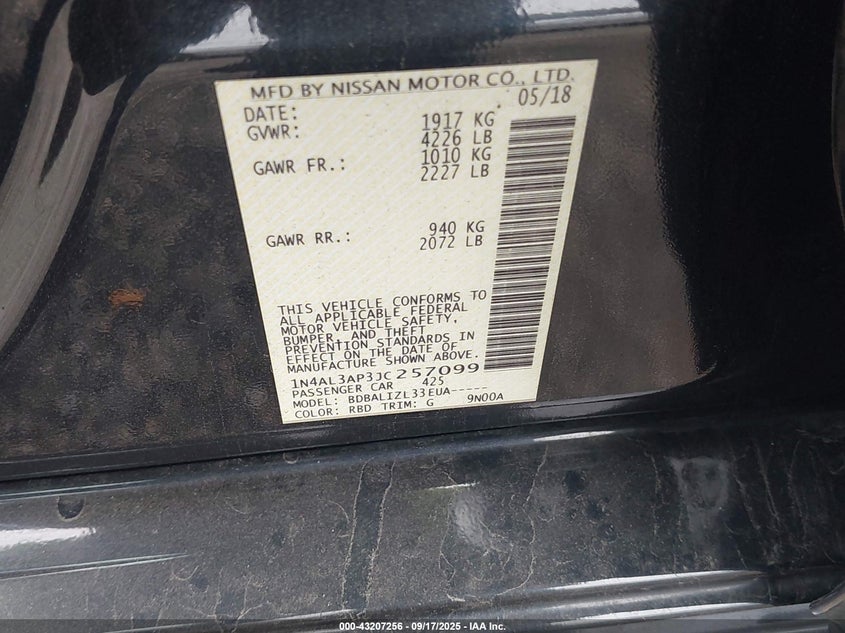 MFD BY NISSAN MOTOR CO., LTD.
DATE: 05/18
GVWR: 1917 KG
4226 LB
GAWR FR.: 1010 KG
2227 LB
GAWR RR.: 940 KG
2072 LB
THIS VEHICLE CONFORMS TO
ALL APPLICABLE FEDERAL
MOTOR VEHICLE SAFETY,
BUMPER, AND THEFT
PREVENTION STANDARDS IN
EFFECT ON THE DATE OF
MANUFACTURE SHOWN ABOVE.
1N4AL3AP3JC257099
PASSENGER CAR 425
MODEL: BDBALIZL33EUA-----
COLOR: RBD TRIM: G 9N00A
000-43207256 - 09/17/2025 - IAA Inc.